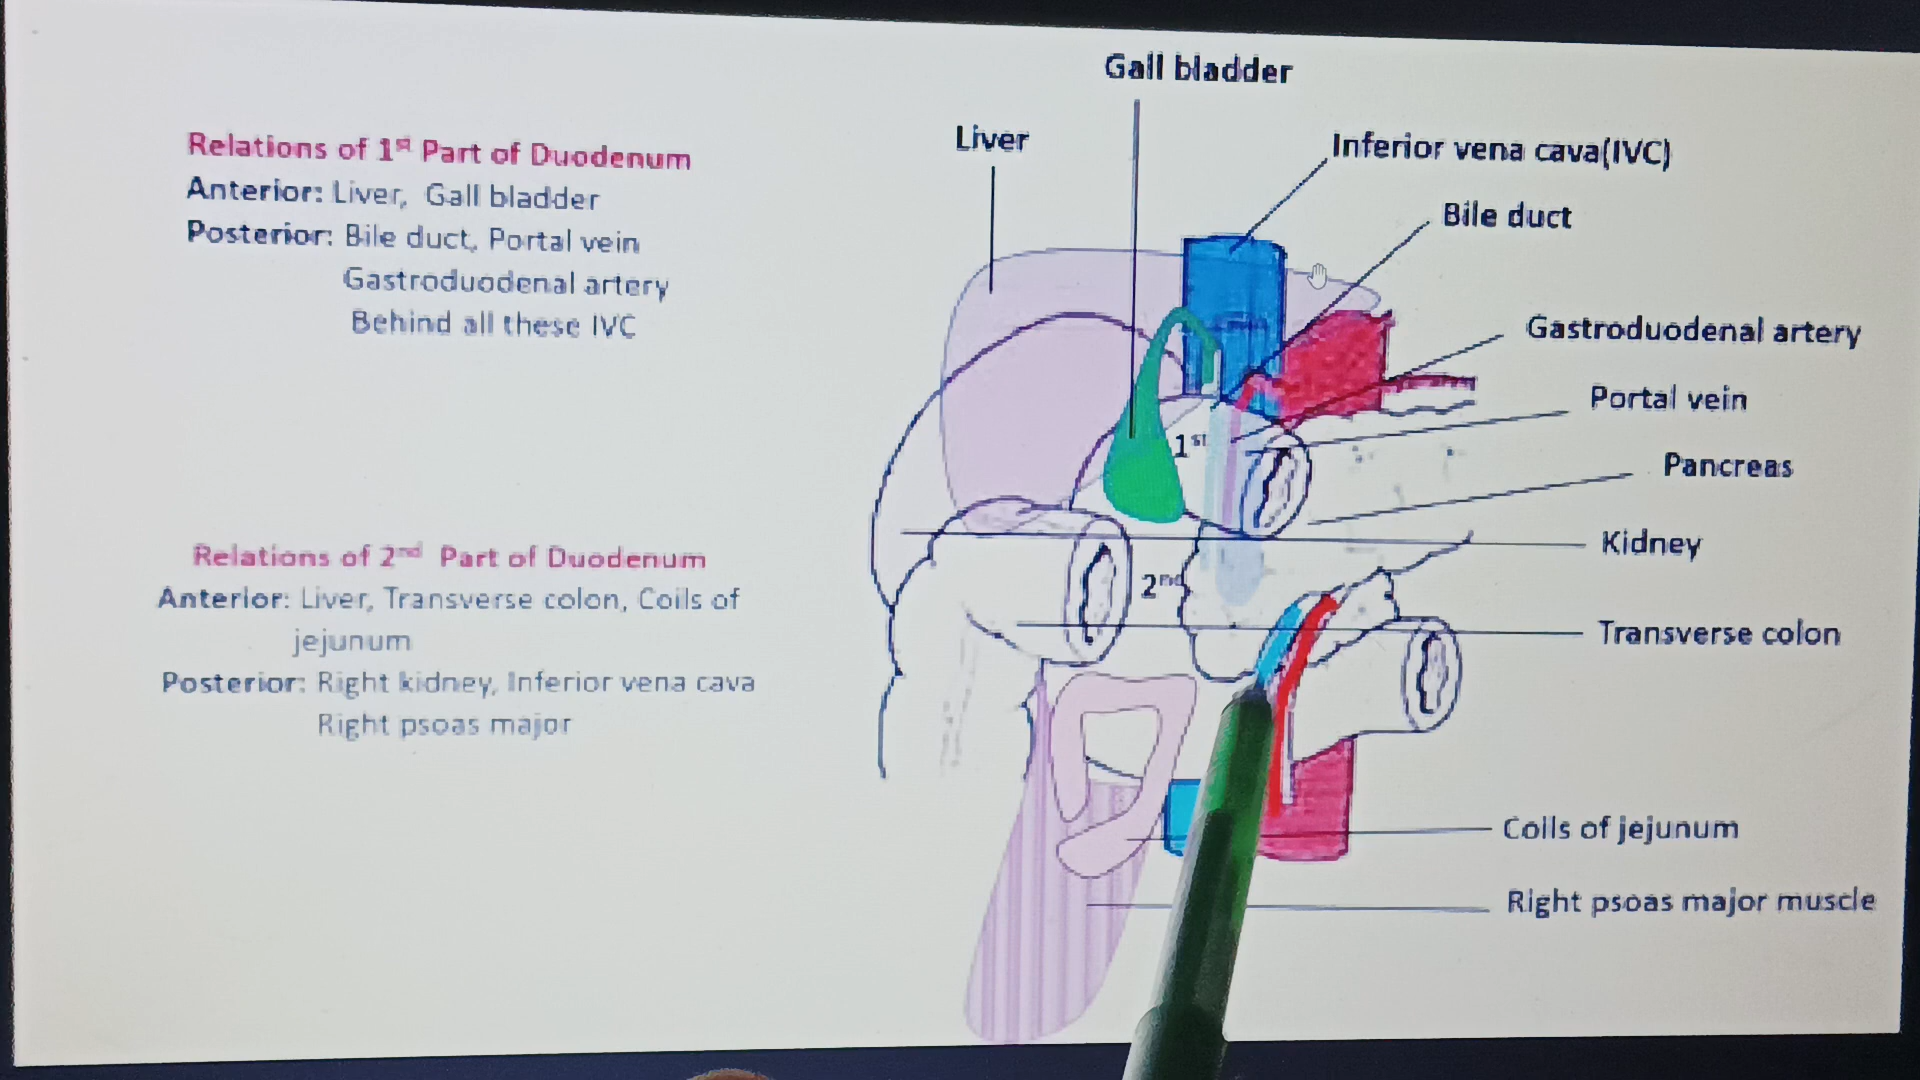 Relations of 1st Part of Duodenum
Anterior: Liver, Gall bladder
Posterior: Bile duct, Portal vein
Gastroduodenal artery
Behind all these IVC
Relations of 2nd Part of Duodenum
Anterior: Liver, Transverse colon, Coils of
jejunum
Posterior: Right kidney, Inferior vena cava
Right psoas major
Gall bladder
Liver
Inferior vena cava(IVC)
Bile duct
Gastroduodenal artery
Portal vein
Pancreas
Kidney
Transverse colon
Coils of jejunum
Right psoas major muscle
1st
2nd